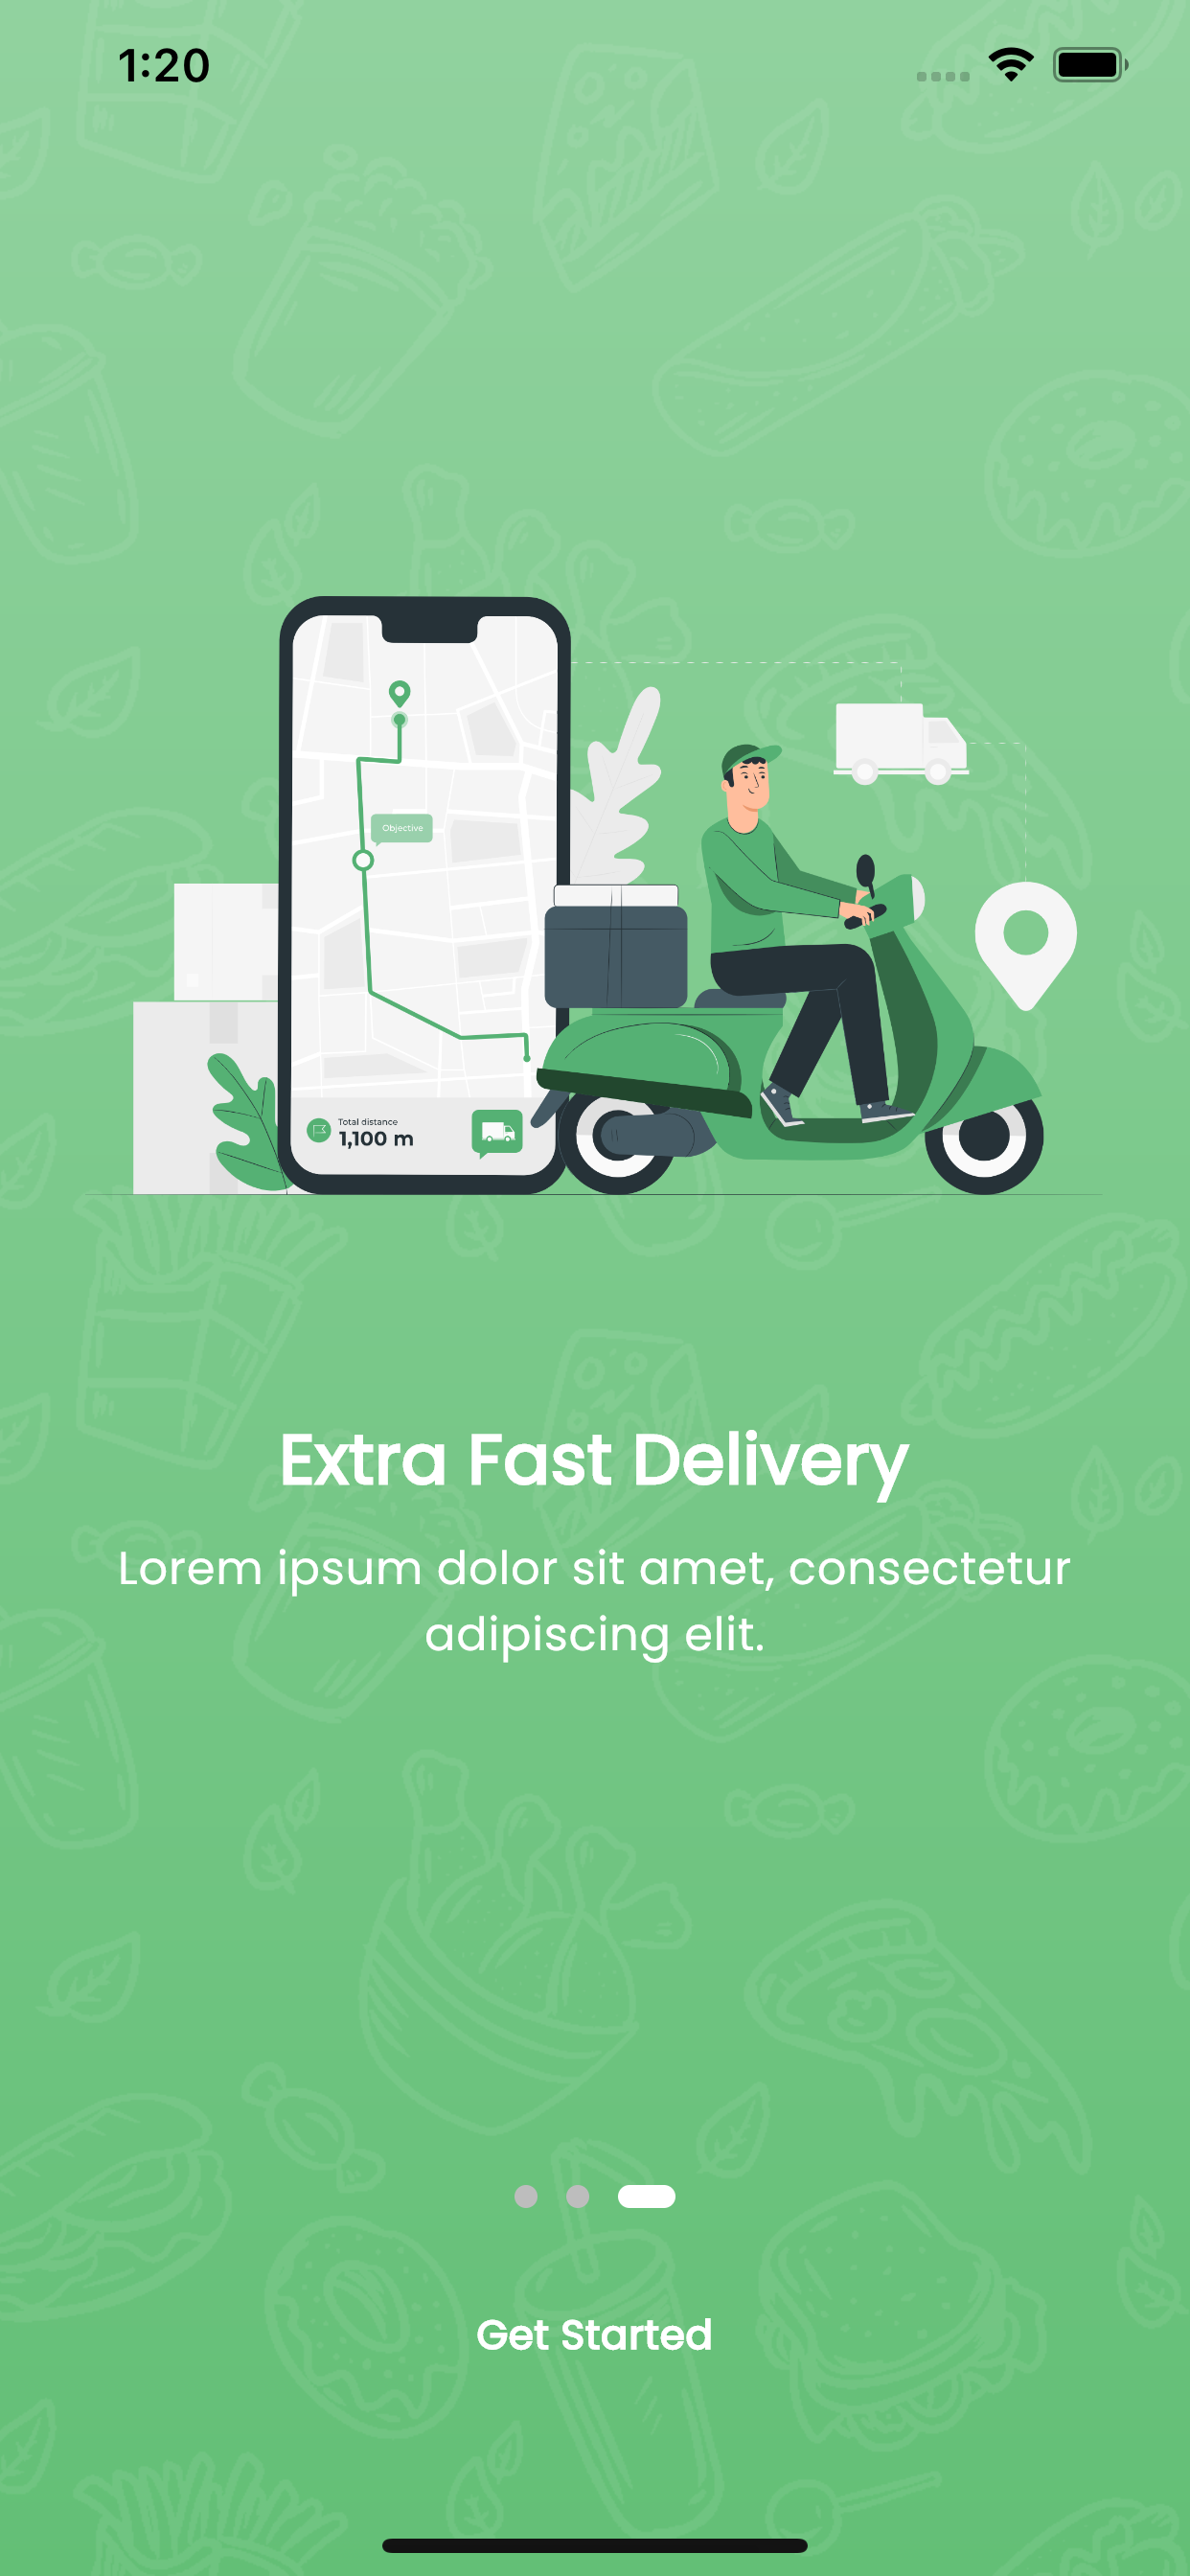 1:20
Objective
Total distance
1,100 m
Extra Fast Delivery
Lorem ipsum dolor sit amet, consectetur
adipiscing elit.
Get Started